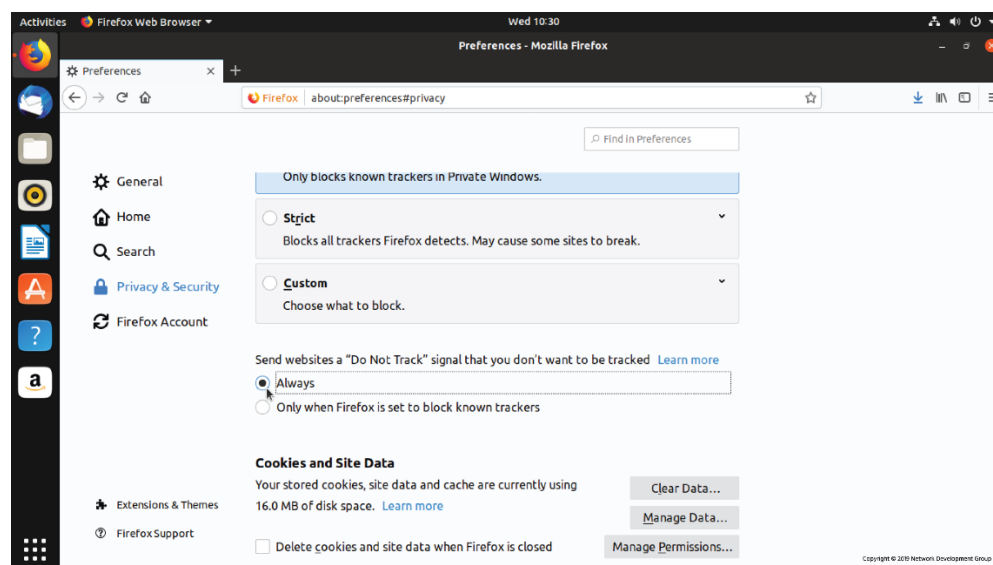 Activities Firefox Web Browser Wed 10:30
Preferences - Mozilla Firefox
Preferences
Firefox about:preferences#privacy
Find in Preferences
General
Home
Search
Privacy & Security
Firefox Account
Extensions & Themes
Firefox Support
Only blocks known trackers in Private Windows.
Strict
Blocks all trackers Firefox detects. May cause some sites to break.
Custom
Choose what to block.
Send websites a “Do Not Track” signal that you don’t want to be tracked Learn more
Always
Only when Firefox is set to block known trackers
Cookies and Site Data
Your stored cookies, site data and cache are currently using
16.0 MB of disk space. Learn more
Clear Data...
Manage Data...
Delete cookies and site data when Firefox is closed
Manage Permissions...
Copyright © 2019 Network Development Group